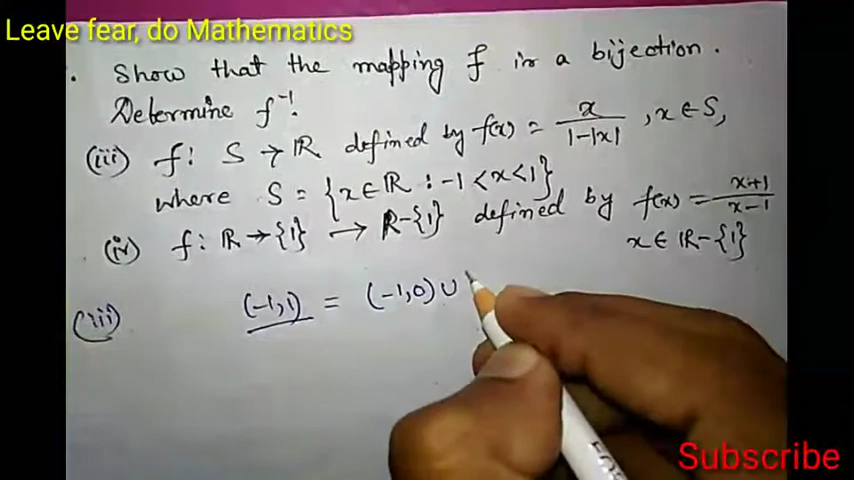 Leave fear, do Mathematics
. Show that the mapping f is a bijection.
Determine f⁻¹.
(iii) f: S → ℝ defined by f(x) = x/(1-|x|), x ∈ S,
where S = {x ∈ ℝ : -1 < x < 1}
(iv) f: ℝ → {1} → ℝ-{1} defined by f(x) = (x+1)/(x-1)
x ∈ ℝ-{1}
(iii) (-1,1) = (-1,0) ∪
Subscribe